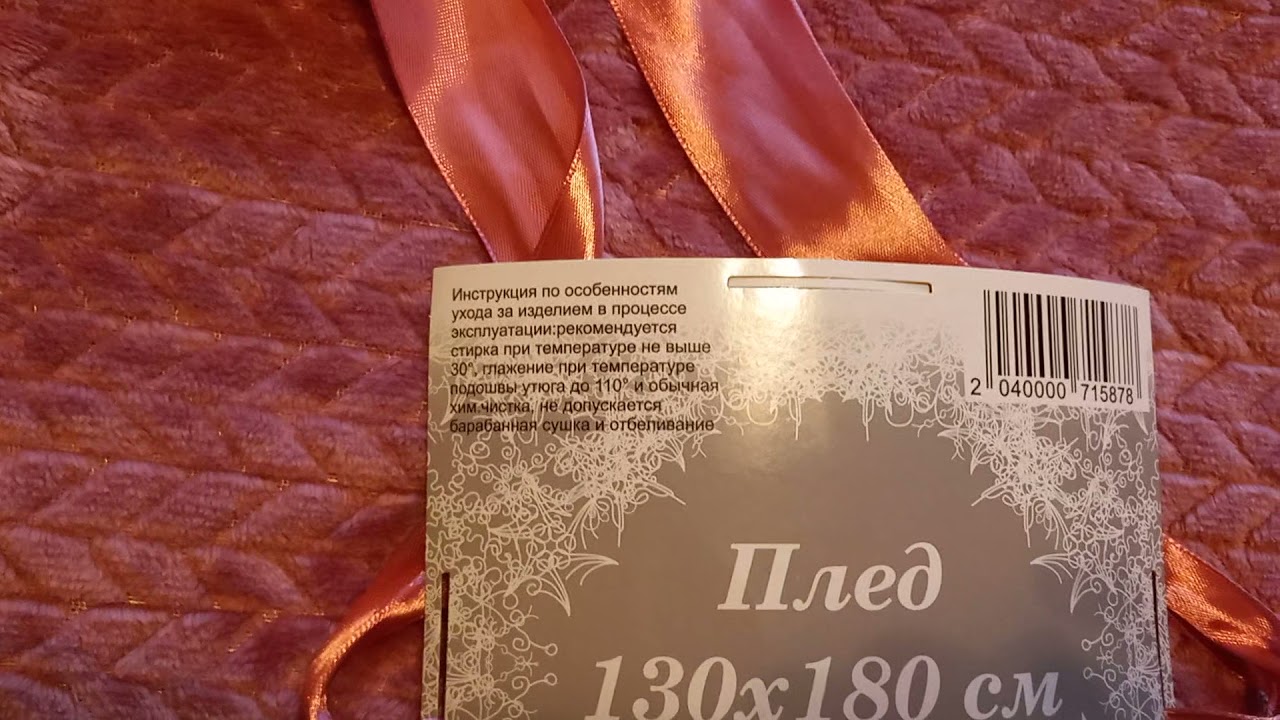 Инструкция по особенностям
ухода за изделием в процессе
эксплуатации:рекомендуется
стирка при температуре не выше
30°, глажение при температуре
подошвы утюга до 110° и обычная
хим.чистка, не допускается
барабанная сушка и отбеливание
2 040000 715878
Плед
130х180 см